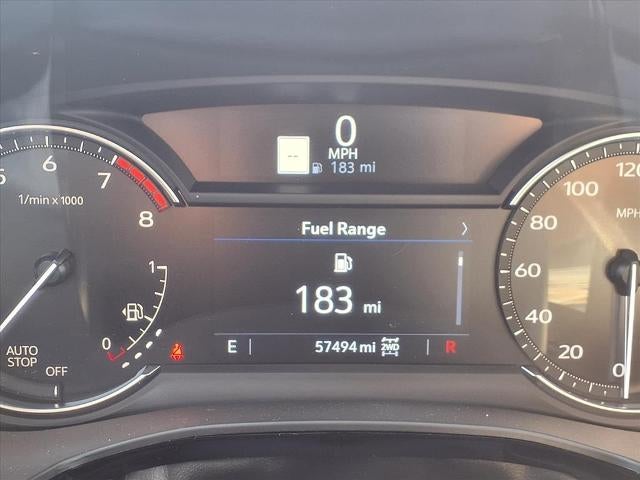 0
MPH
--
183 mi
5 6 7 8
1/min x 1000
Fuel Range
183 mi
1
0
AUTO
STOP
OFF
E
57494 mi
2WD
R
120
100
MPH
80
60
40
20
0